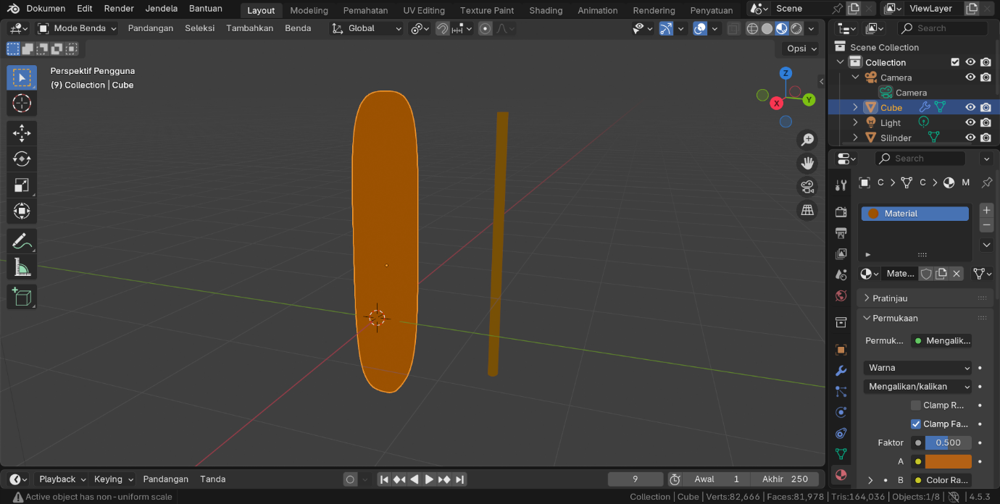 Dokumen Edit Render Jendela Bantuan Layout Modeling Pemahatan UV Editing Texture Paint Shading Animation Rendering Penyatuan Scene ViewLayer
Mode Benda Pandangan Seleksi Tambahkan Benda Global Search
Opsi
Perspektif Pengguna
(9) Collection | Cube
Z
Y
X
Scene Collection
Collection
Camera
Camera
Cube
Light
Silinder
Search
C C M
Material
Mate...
Pratinjau
Permukaan
Permuk... Mengalik...
Warna
Mengalikan/kalikan
Clamp R...
Clamp Fa...
Faktor 0.500
A
B Color Ra...
Playback Keying Pandangan Tanda 9 Awal 1 Akhir 250
Active object has non-uniform scale Collection | Cube | Verts:82,666 | Faces:81,978 | Tris:164,036 | Objects:1/8 | 4.5.3